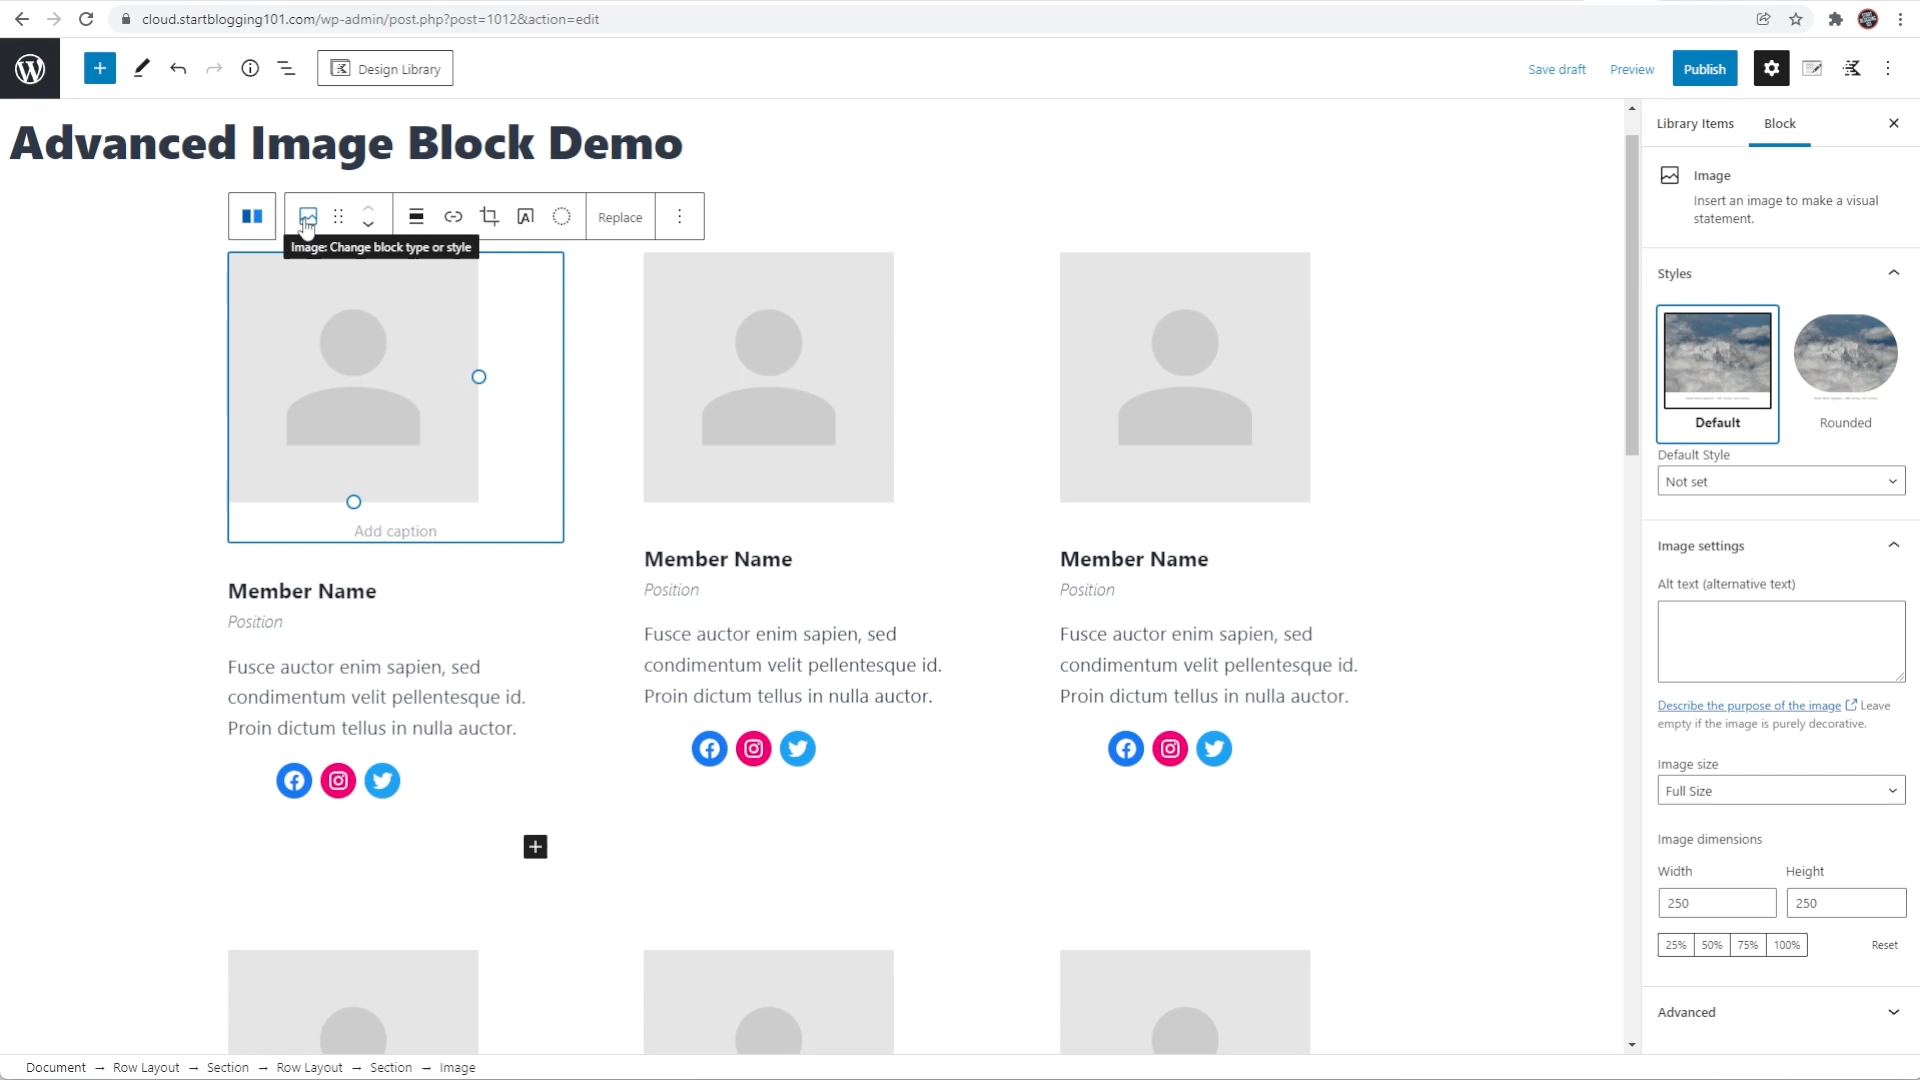 cloud.startblogging101.com/wp-admin/post.php?post=1012&action=edit
Design Library
Save draft
Preview
Publish
Advanced Image Block Demo
Replace
Image: Change block type or style
Add caption
Member Name
Position
Fusce auctor enim sapien, sed
condimentum velit pellentesque id.
Proin dictum tellus in nulla auctor.
Member Name
Position
Fusce auctor enim sapien, sed
condimentum velit pellentesque id.
Proin dictum tellus in nulla auctor.
Member Name
Position
Fusce auctor enim sapien, sed
condimentum velit pellentesque id.
Proin dictum tellus in nulla auctor.
Library Items
Block
Image
Insert an image to make a visual
statement.
Styles
Default
Rounded
Default Style
Not set
Image settings
Alt text (alternative text)
Describe the purpose of the image Leave
empty if the image is purely decorative.
Image size
Full Size
Image dimensions
Width Height
250 250
25% 50% 75% 100% Reset
Advanced
Document → Row Layout → Section → Row Layout → Section → Image